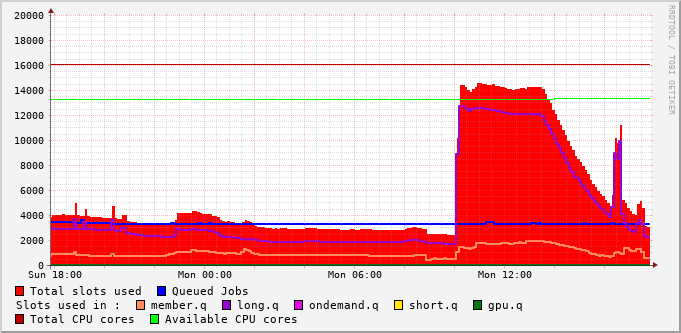 20000
18000
16000
14000
12000
10000
8000
6000
4000
2000
0
Sun 18:00 Mon 00:00 Mon 06:00 Mon 12:00
RRDTOOL / TOBI OETIKER
Total slots used Queued Jobs
Slots used in : member.q long.q ondemand.q short.q gpu.q
Total CPU cores Available CPU cores